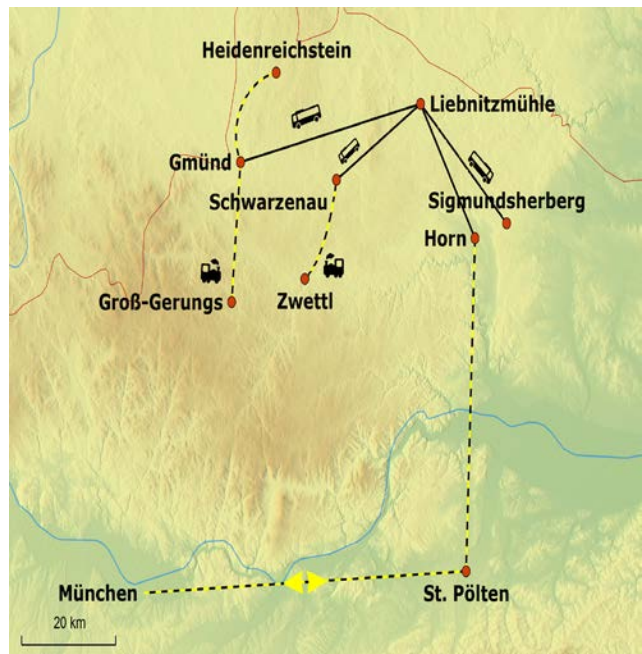 Heidenreichstein
Liebnitzmühle
Gmünd
Schwarzenau
Sigmundsherberg
Horn
Groß-Gerungs
Zwettl
München
St. Pölten
20 km